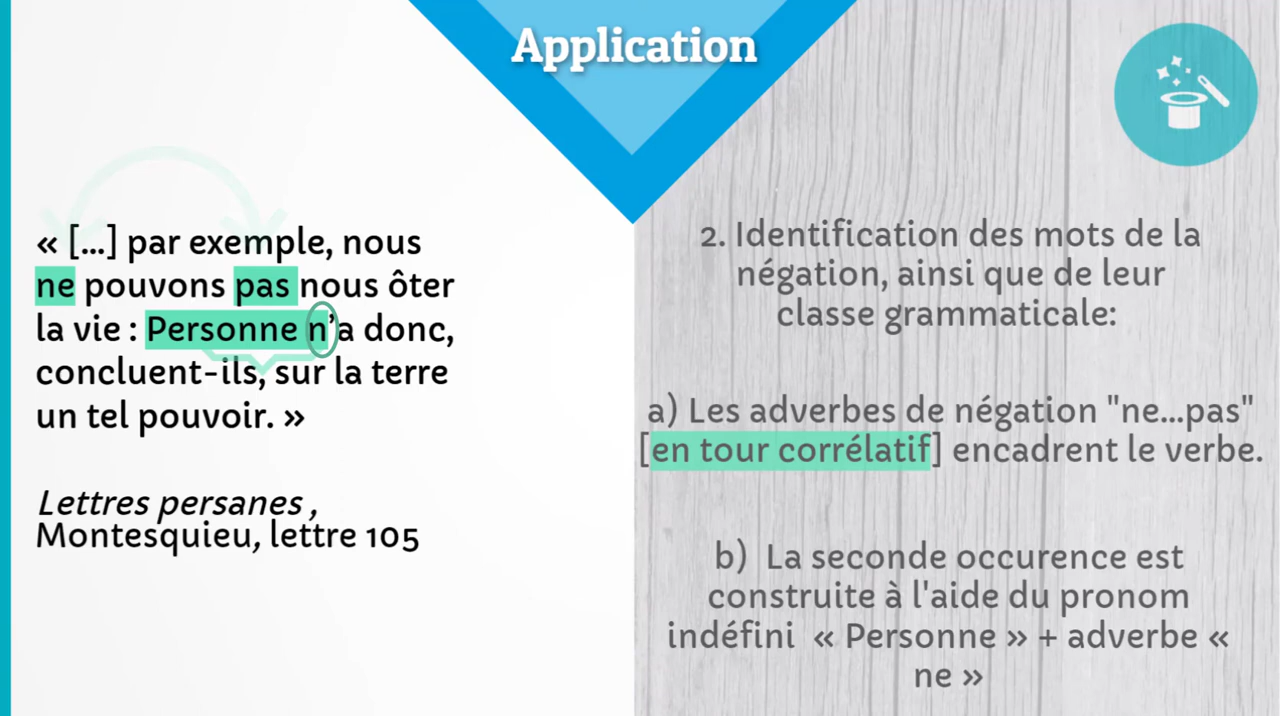 Application
« [...] par exemple, nous
ne pouvons pas nous ôter
la vie : Personne n'a donc,
concluent-ils, sur la terre
un tel pouvoir. »
Lettres persanes ,
Montesquieu, lettre 105
2. Identification des mots de la
négation, ainsi que de leur
classe grammaticale:
a) Les adverbes de négation "ne...pas"
[en tour corrélatif] encadrent le verbe.
b) La seconde occurence est
construite à l'aide du pronom
indéfini « Personne » + adverbe «
ne »